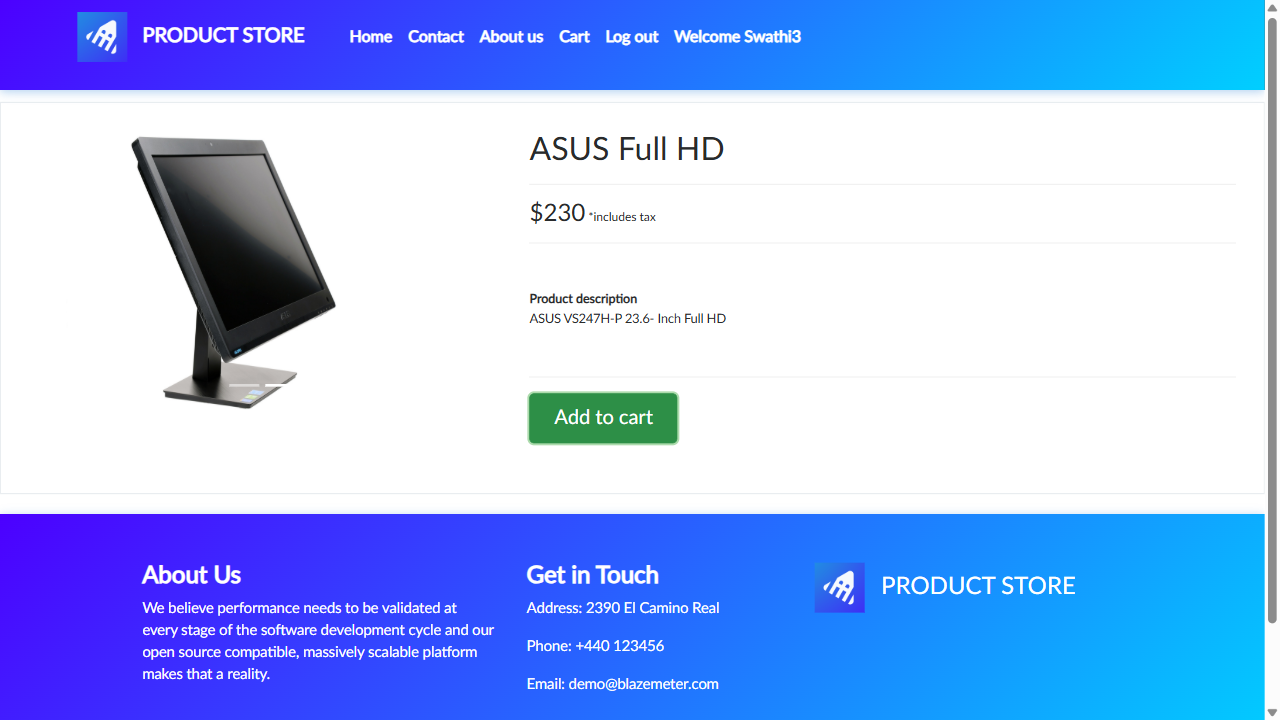 PRODUCT STORE
Home Contact About us Cart Log out Welcome Swathi3
ASUS Full HD
$230 *includes tax
Product description
ASUS VS247H-P 23.6- Inch Full HD
Add to cart
About Us
We believe performance needs to be validated at
every stage of the software development cycle and our
open source compatible, massively scalable platform
makes that a reality.
Get in Touch
Address: 2390 El Camino Real
Phone: +440 123456
Email: demo@blazemeter.com
PRODUCT STORE